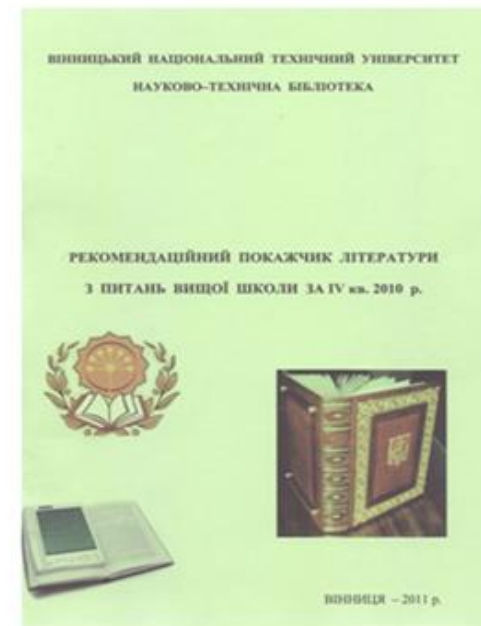 ВІННИЦЬКИЙ НАЦІОНАЛЬНИЙ ТЕХНІЧНИЙ УНІВЕРСИТЕТ
НАУКОВО–ТЕХНІЧНА БІБЛІОТЕКА
РЕКОМЕНДАЦІЙНИЙ ПОКАЖЧИК ЛІТЕРАТУРИ
З ПИТАНЬ ВИЩОЇ ШКОЛИ ЗА IV кв. 2010 р.
ВІННИЦЯ – 2011 р.